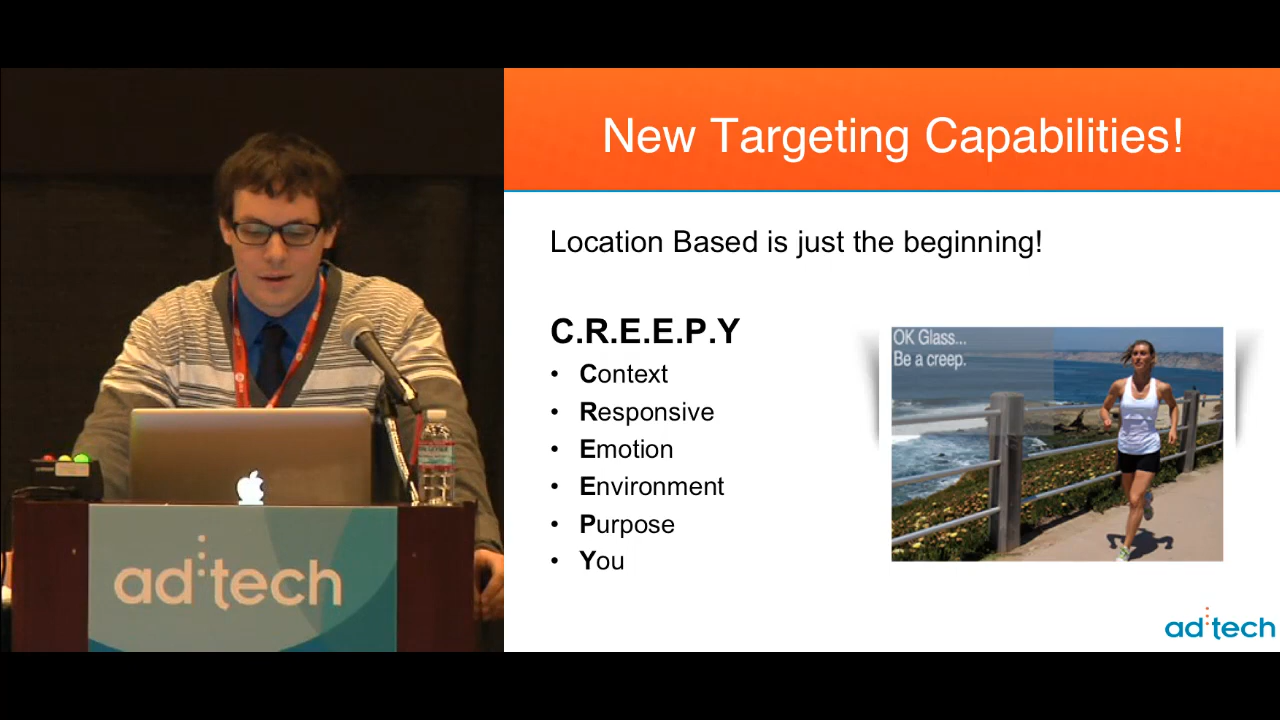 New Targeting Capabilities!
Location Based is just the beginning!
C.R.E.E.P.Y
• Context
• Responsive
• Emotion
• Environment
• Purpose
• You
OK Glass...
Be a creep.
ad:tech
ad:tech